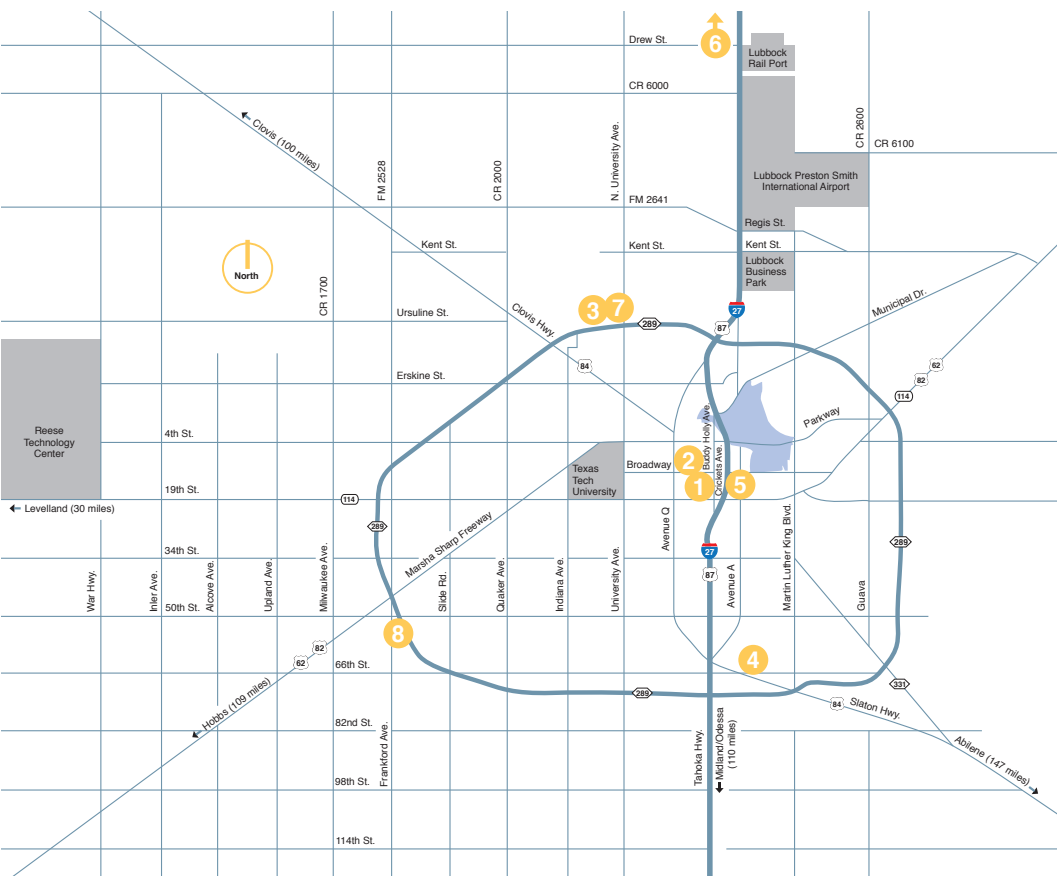 6
Drew St.
Lubbock
Rail Port
CR 6000
Clovis (100 miles)
FM 2528
CR 2000
N. University Ave.
CR 2600
CR 6100
Lubbock Preston Smith
International Airport
FM 2641
Regis St.
Kent St.
Kent St.
Kent St.
Lubbock
Business
Park
North
CR 1700
Ursuline St.
Clovis Hwy.
3
7
289
27
87
Municipal Dr.
84
62
82
114
Erskine St.
Reese
Technology
Center
4th St.
Buddy Holly Ave
Crickets Ave.
Parkway
Broadway
2
1
5
Texas
Tech
University
19th St.
114
Levelland (30 miles)
289
Marsha Sharp Freeway
Avenue Q
27
87
289
34th St.
War Hwy.
Inler Ave.
Alcove Ave.
Upland Ave.
Milwaukee Ave.
Slide Rd.
Quaker Ave.
Indiana Ave.
University Ave.
Avenue A
Martin Luther King Blvd.
Guava
50th St.
8
82
62
66th St.
4
331
289
84
Slaton Hwy.
Hobbs (109 miles)
82nd St.
Frankford Ave.
Tahoka Hwy.
Midland/Odessa
(110 miles)
Abilene (147 miles)
98th St.
114th St.